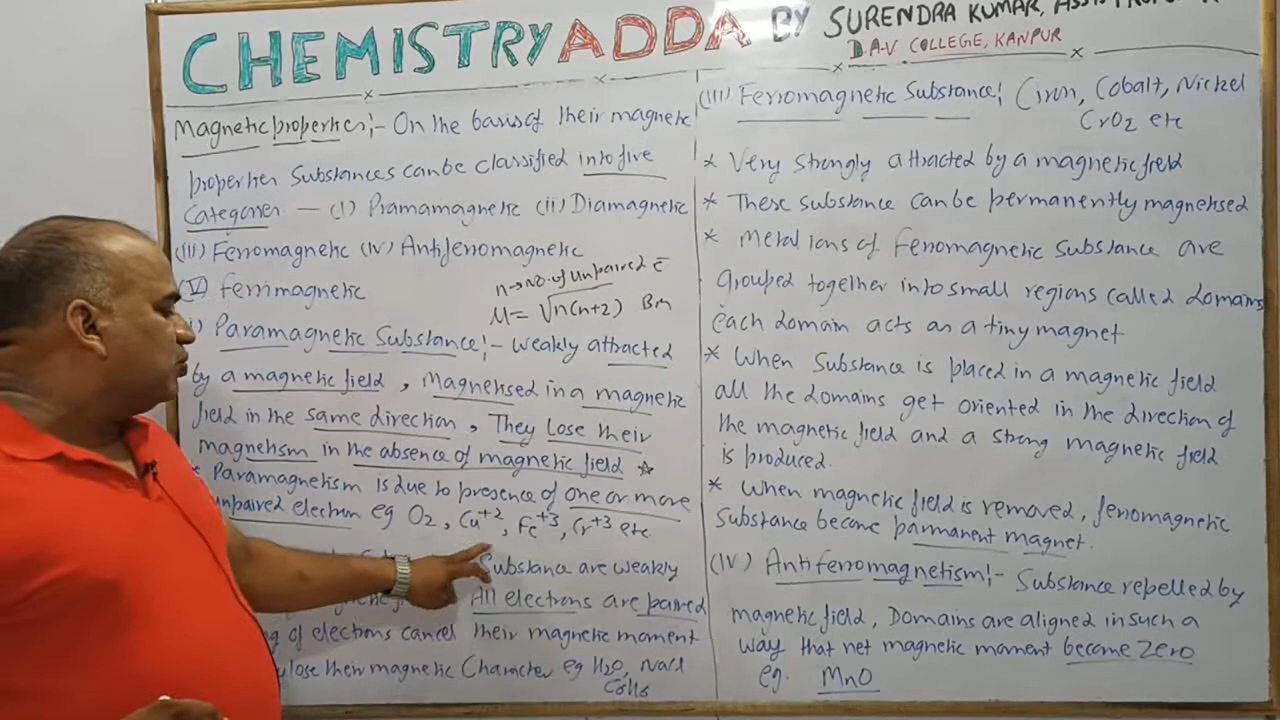 CHEMISTRY ADDA BY SURENDRA KUMAR,
D.A-V COLLEGE, KANPUR
Magnetic properties:- On the basis of their magnetic
properties Substances can be classified into five
Categories — (I) Pramamagnetic (II) Diamagnetic
(III) Ferromagnetic (IV) Antiferromagnetic
(V) ferrimagnetic
n→No. of unpaired e-
M= √n(n+2) Bm
Paramagnetic Substance:- Weakly attracted
by a magnetic field, Magnetised in a magnetic
field in the same direction, They Lose their
magnetism in the absence of magnetic field ☆
* Paramagnetism is due to presence of one or more
unpaired electron eg O2, Cu+2, Fe+3, Cr+3 etc
Substance are weakly
All electrons are paired
of electrons cancel their magnetic moment
lose their magnetic Character eg H2O, NaCl
C6H6
(III) Ferromagnetic Substance: (iron, Cobalt, Nickel
CrO2 etc
* Very strongly attracted by a magnetic field
* These substance can be permanently magnetised
* Metal ions of Ferromagnetic substance are
grouped together into small regions called domains
each domain acts as a tiny magnet
* When substance is placed in a magnetic field
all the domains get oriented in the direction of
the magnetic field and a strong magnetic field
is produced.
* When magnetic field is removed, ferromagnetic
substance become parmanent magnet.
(IV) Antiferromagnetism:- Substance repelled by
magnetic field, Domains are aligned in such a
way that net magnetic moment become zero
eg. MnO